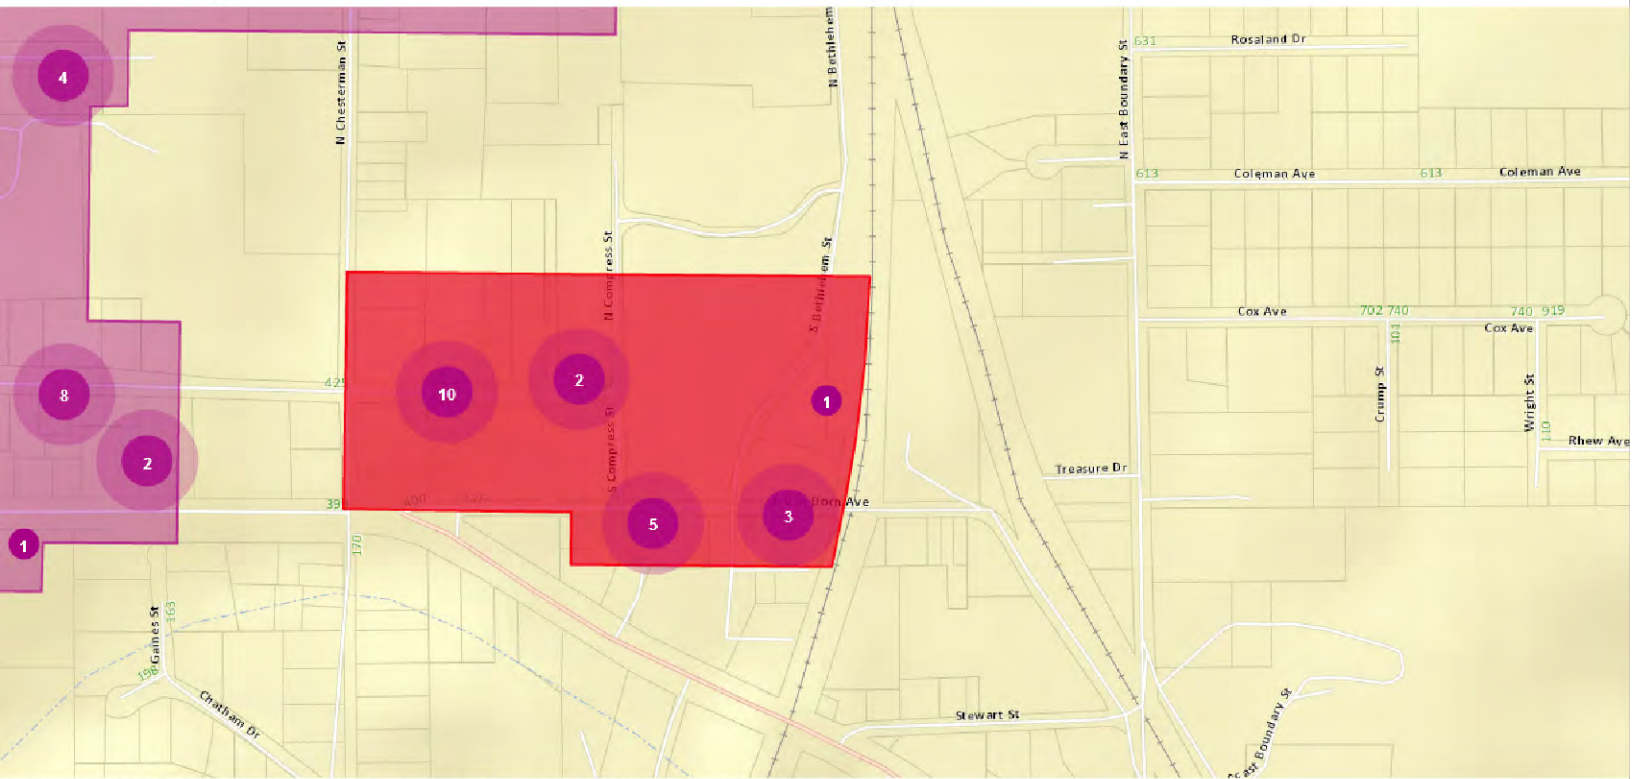 N Bethlehem
631
Rosaland Dr
N Chesterman St
N East Boundary St
4
613
Coleman Ave
613
Coleman Ave
N Compress St
S Bethlehem St
Cox Ave
702
740
740
919
Cox Ave
104
425
8
10
2
1
Crump St
Wright St
110
Rhew Ave
S Compress St
2
Treasure Dr
39
400
Dorn Ave
5
3
1
170
Gaines St
163
198
Chatham Dr
Stewart St
East Boundary St